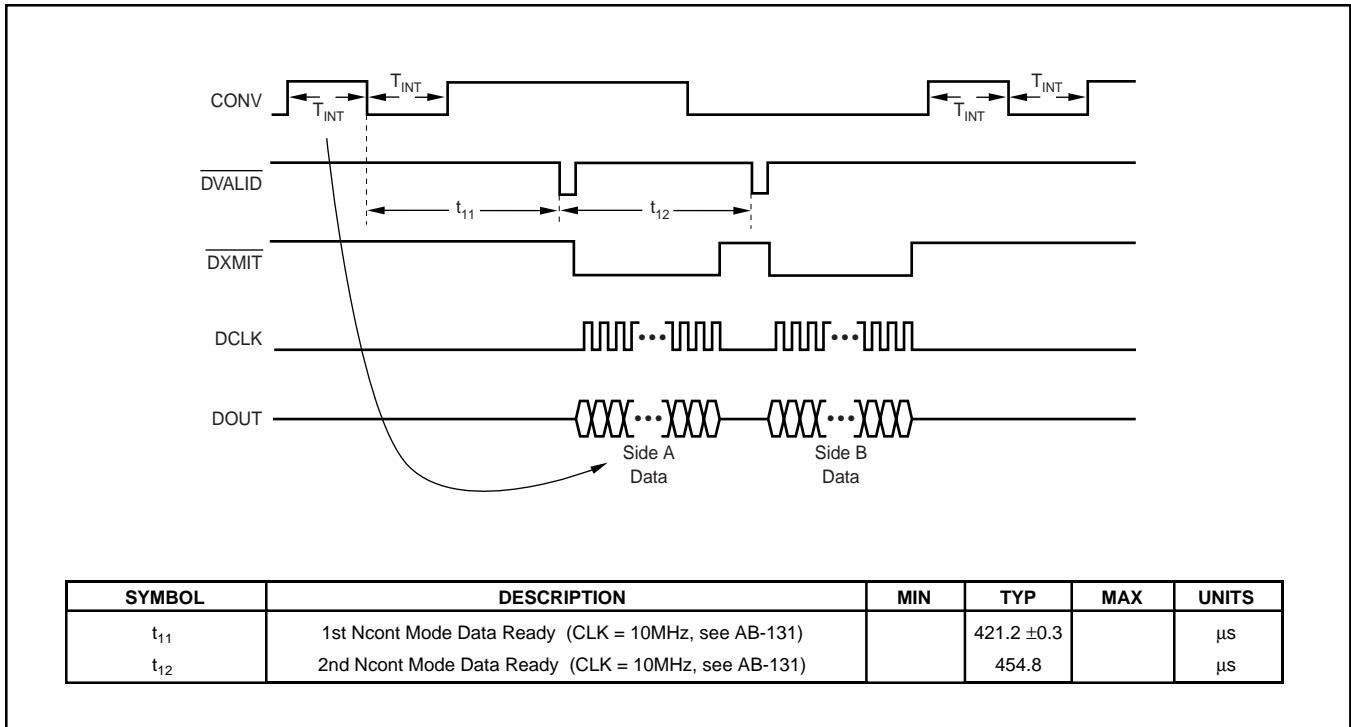 CONV
T_INT
T_INT
T_INT
T_INT
DVALID
t_11
t_12
DXMIT
DCLK
DOUT
Side A
Data
Side B
Data
SYMBOL DESCRIPTION MIN TYP MAX UNITS
t_11 1st Ncont Mode Data Ready (CLK = 10MHz, see AB-131) 421.2 ±0.3 μs
t_12 2nd Ncont Mode Data Ready (CLK = 10MHz, see AB-131) 454.8 μs